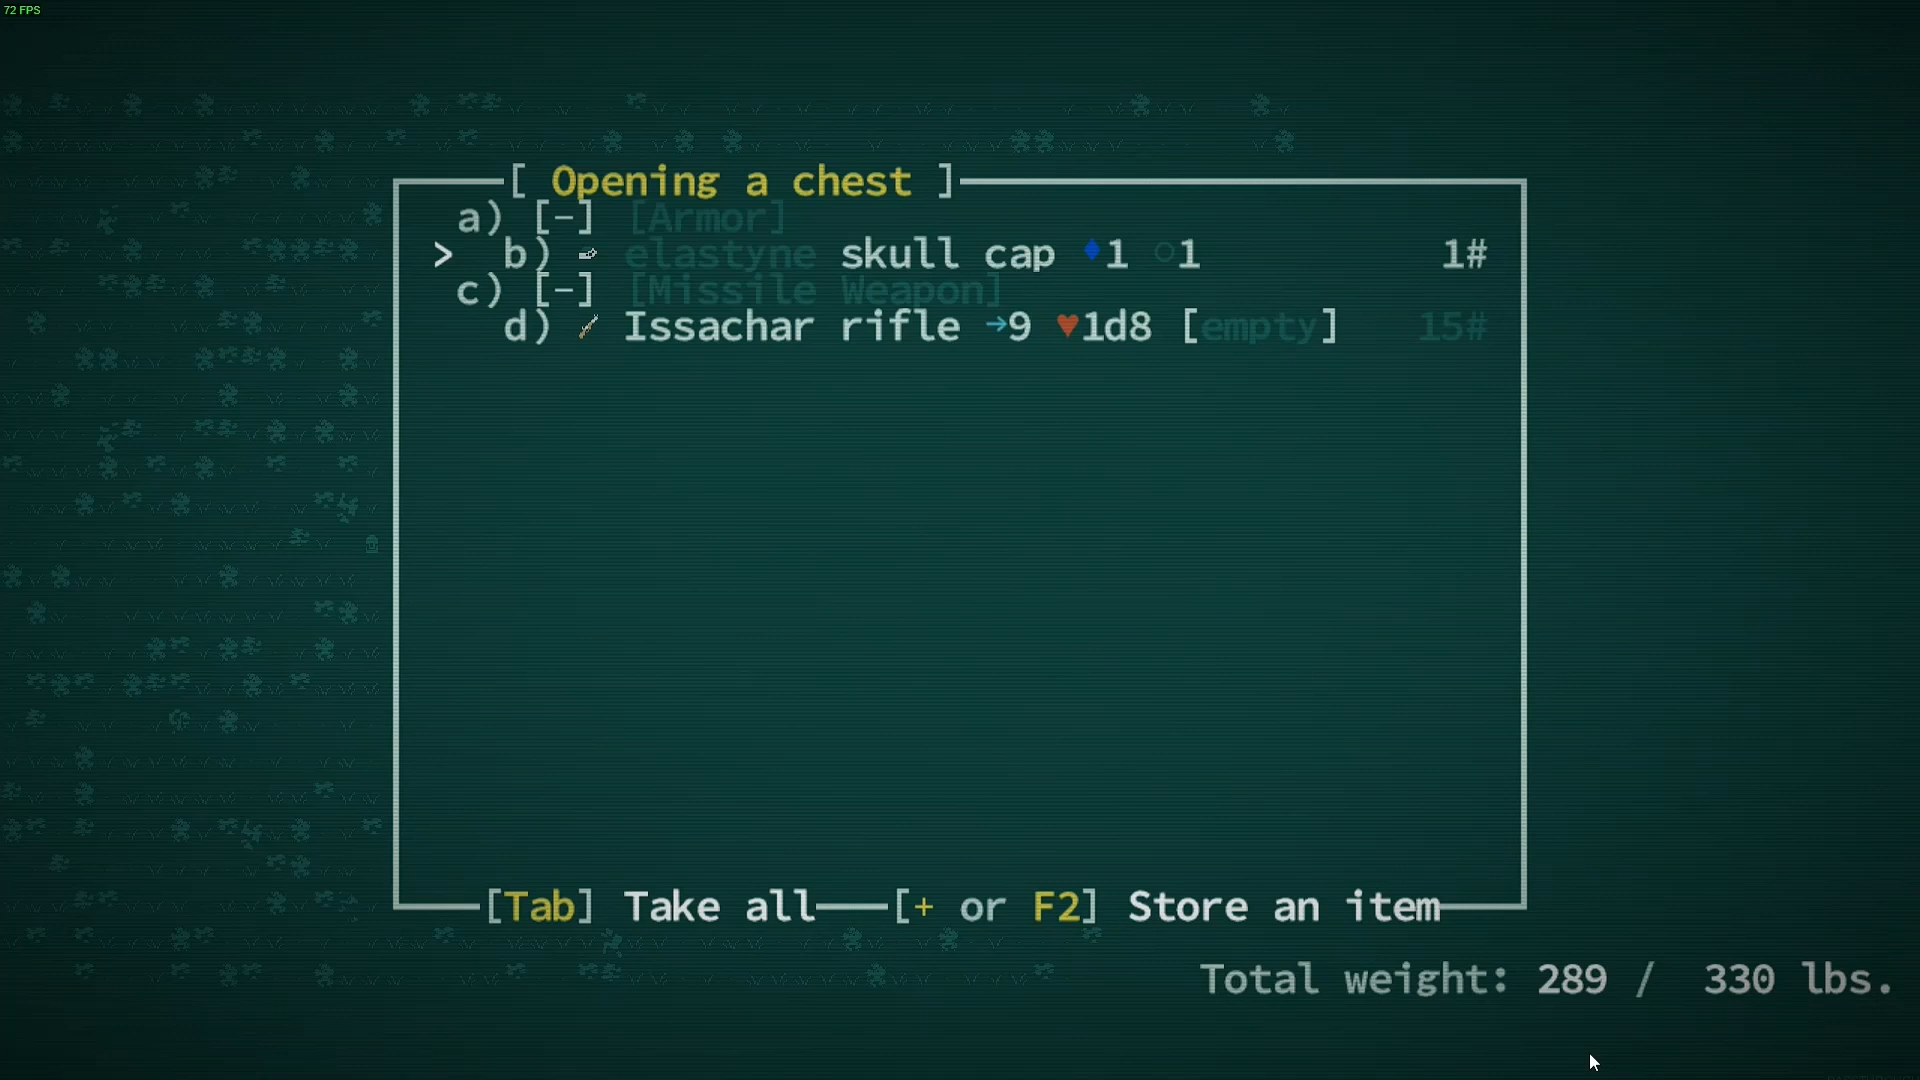 72 FPS
[ Opening a chest ]
a) [-] [Armor]
> b) elastyne skull cap ♦1 ○1 1#
c) [-] [Missile Weapon]
d) Issachar rifle →9 ♥1d8 [empty] 15#
[Tab] Take all [+ or F2] Store an item
Total weight: 289 / 330 lbs.